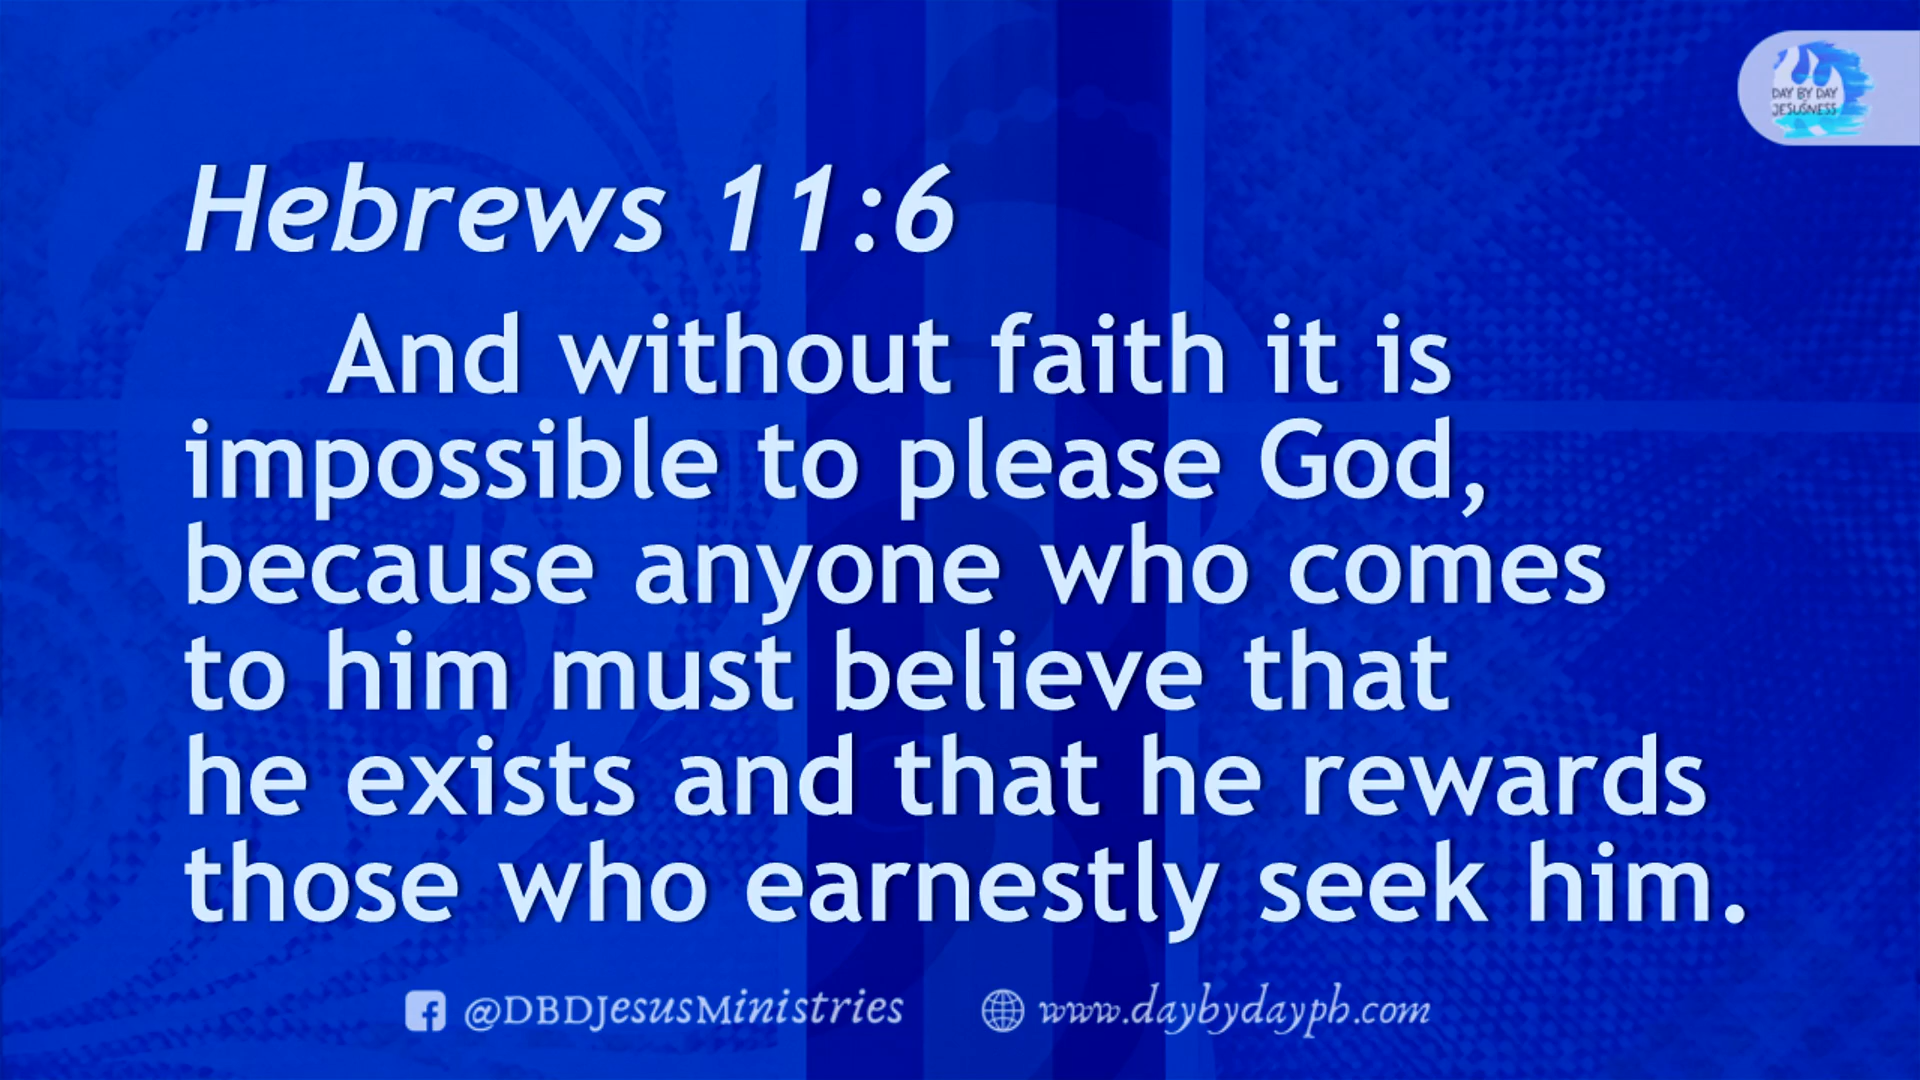 DAY BY DAY
JESUSNESS
Hebrews 11:6
And without faith it is
impossible to please God,
because anyone who comes
to him must believe that
he exists and that he rewards
those who earnestly seek him.
@DBDJesusMinistries
www.daybydayph.com